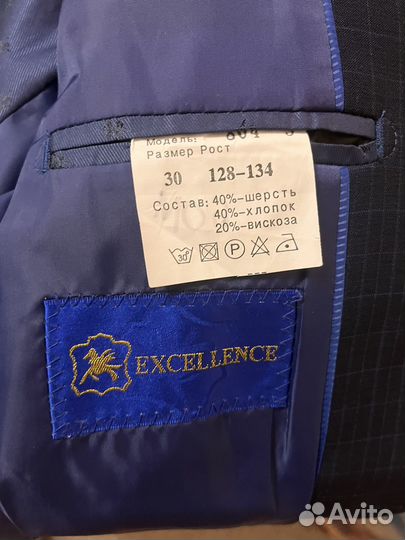 Модель:
Размер Рост
30 128-134
Состав: 40%-шерсть
40%-хлопок
20%-вискоза
30°
P
EXCELLENCE
Avito